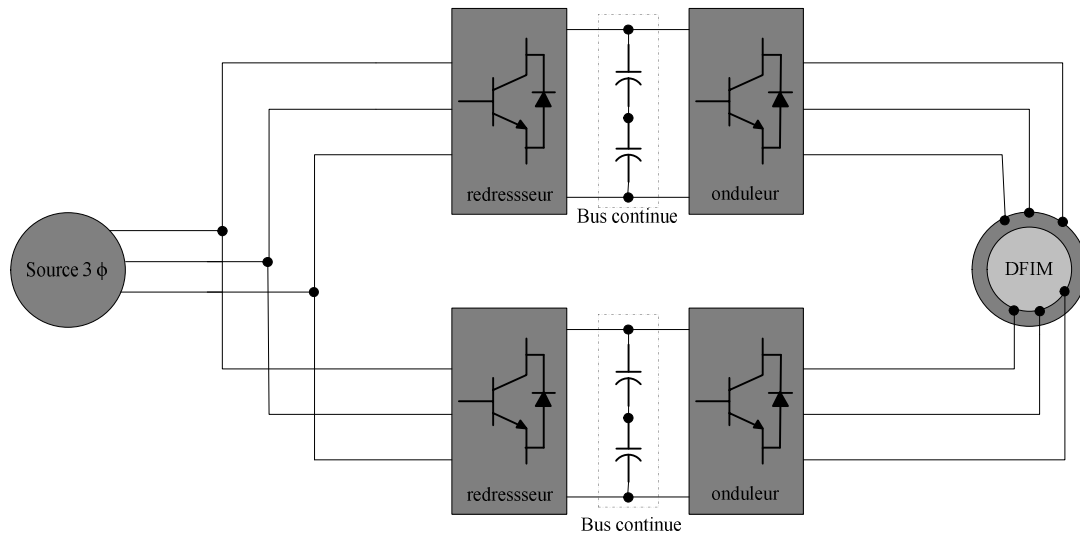 redressseur
onduleur
Bus continue
Source 3 ϕ
DFIM
redressseur
onduleur
Bus continue